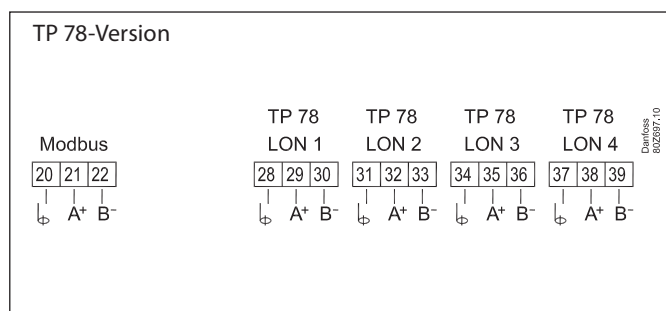 TP 78-Version
TP 78 TP 78 TP 78 TP 78
Modbus LON 1 LON 2 LON 3 LON 4
20 21 22 28 29 30 31 32 33 34 35 36 37 38 39
A+ B- A+ B- A+ B- A+ B- A+ B-
Danfoss
80Z697.10